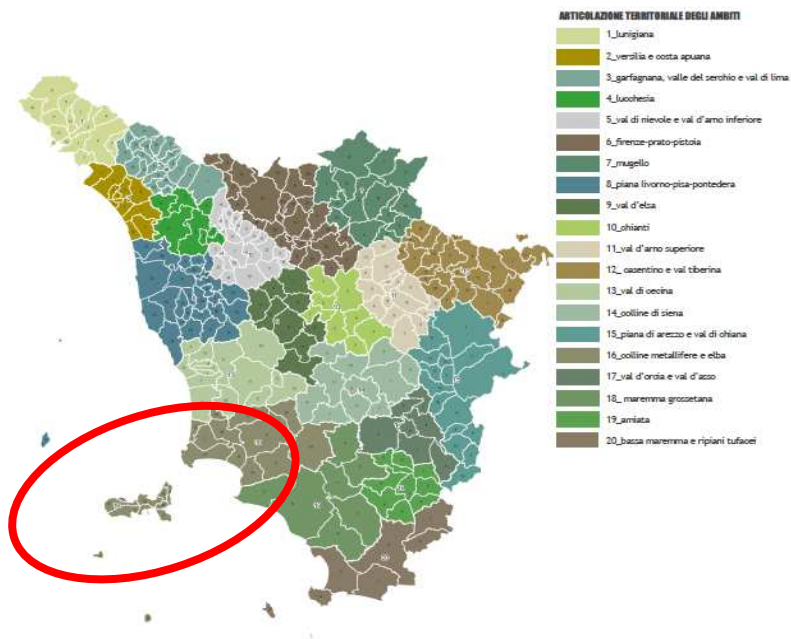 ARTICOLAZIONE TERRITORIALE DEGLI AMBITI
1_lunigiana
2_versilia e costa apuana
3_garfagnana, valle del serchio e val di lima
4_lucchesia
5_val di nievole e val d'arno inferiore
6_firenze-prato-pistoia
7_mugello
8_piana livorno-pisa-pontedera
9_val d'elsa
10_chianti
11_val d'arno superiore
12_ casentino e val tiberina
13_val di cecina
14_colline di siena
15_piana di arezzo e val di chiana
16_colline metallifere e elba
17_val d'orcia e val d'asso
18_ maremma grossetana
19_amiata
20_bassa maremma e ripiani tufacei